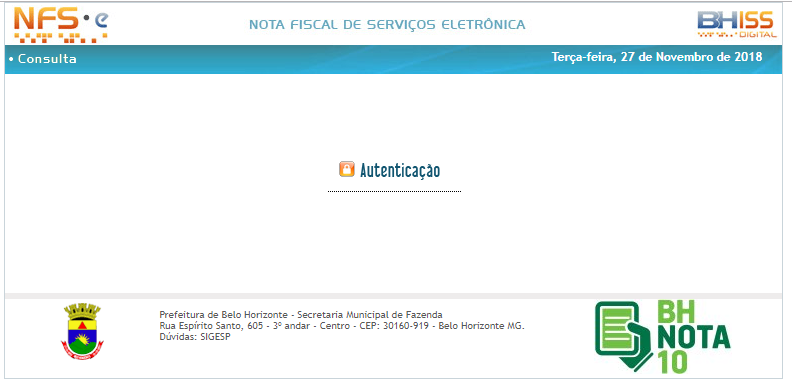 NFS·e
NOTA FISCAL DE SERVIÇOS ELETRÔNICA
BHISS
DIGITAL
• Consulta
Terça-feira, 27 de Novembro de 2018
Autenticação
Prefeitura de Belo Horizonte - Secretaria Municipal de Fazenda
Rua Espírito Santo, 605 - 3º andar - Centro - CEP: 30160-919 - Belo Horizonte MG.
Dúvidas: SIGESP
BH
NOTA
10